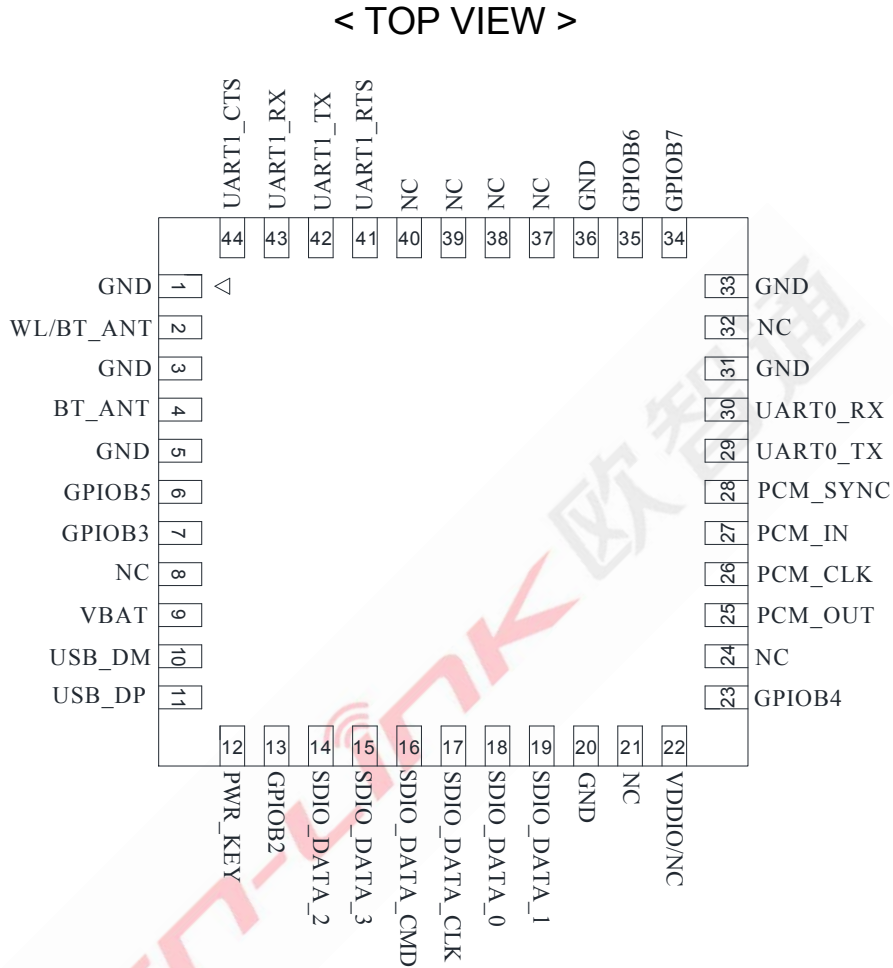 < TOP VIEW >
UART1_CTS
UART1_RX
UART1_TX
UART1_RTS
NC
NC
NC
NC
GND
GPIOB6
GPIOB7
44
43
42
41
40
39
38
37
36
35
34
GND 1
WL/BT_ANT 2
GND 3
BT_ANT 4
GND 5
GPIOB5 6
GPIOB3 7
NC 8
VBAT 9
USB_DM 10
USB_DP 11
33 GND
32 NC
31 GND
30 UART0_RX
29 UART0_TX
28 PCM_SYNC
27 PCM_IN
26 PCM_CLK
25 PCM_OUT
24 NC
23 GPIOB4
12
13
14
15
16
17
18
19
20
21
22
PWR_KEY
GPIOB2
SDIO_DATA_2
SDIO_DATA_3
SDIO_DATA_CMD
SDIO_DATA_CLK
SDIO_DATA_0
SDIO_DATA_1
GND
NC
VDDIO/NC
n-Link 欧智通